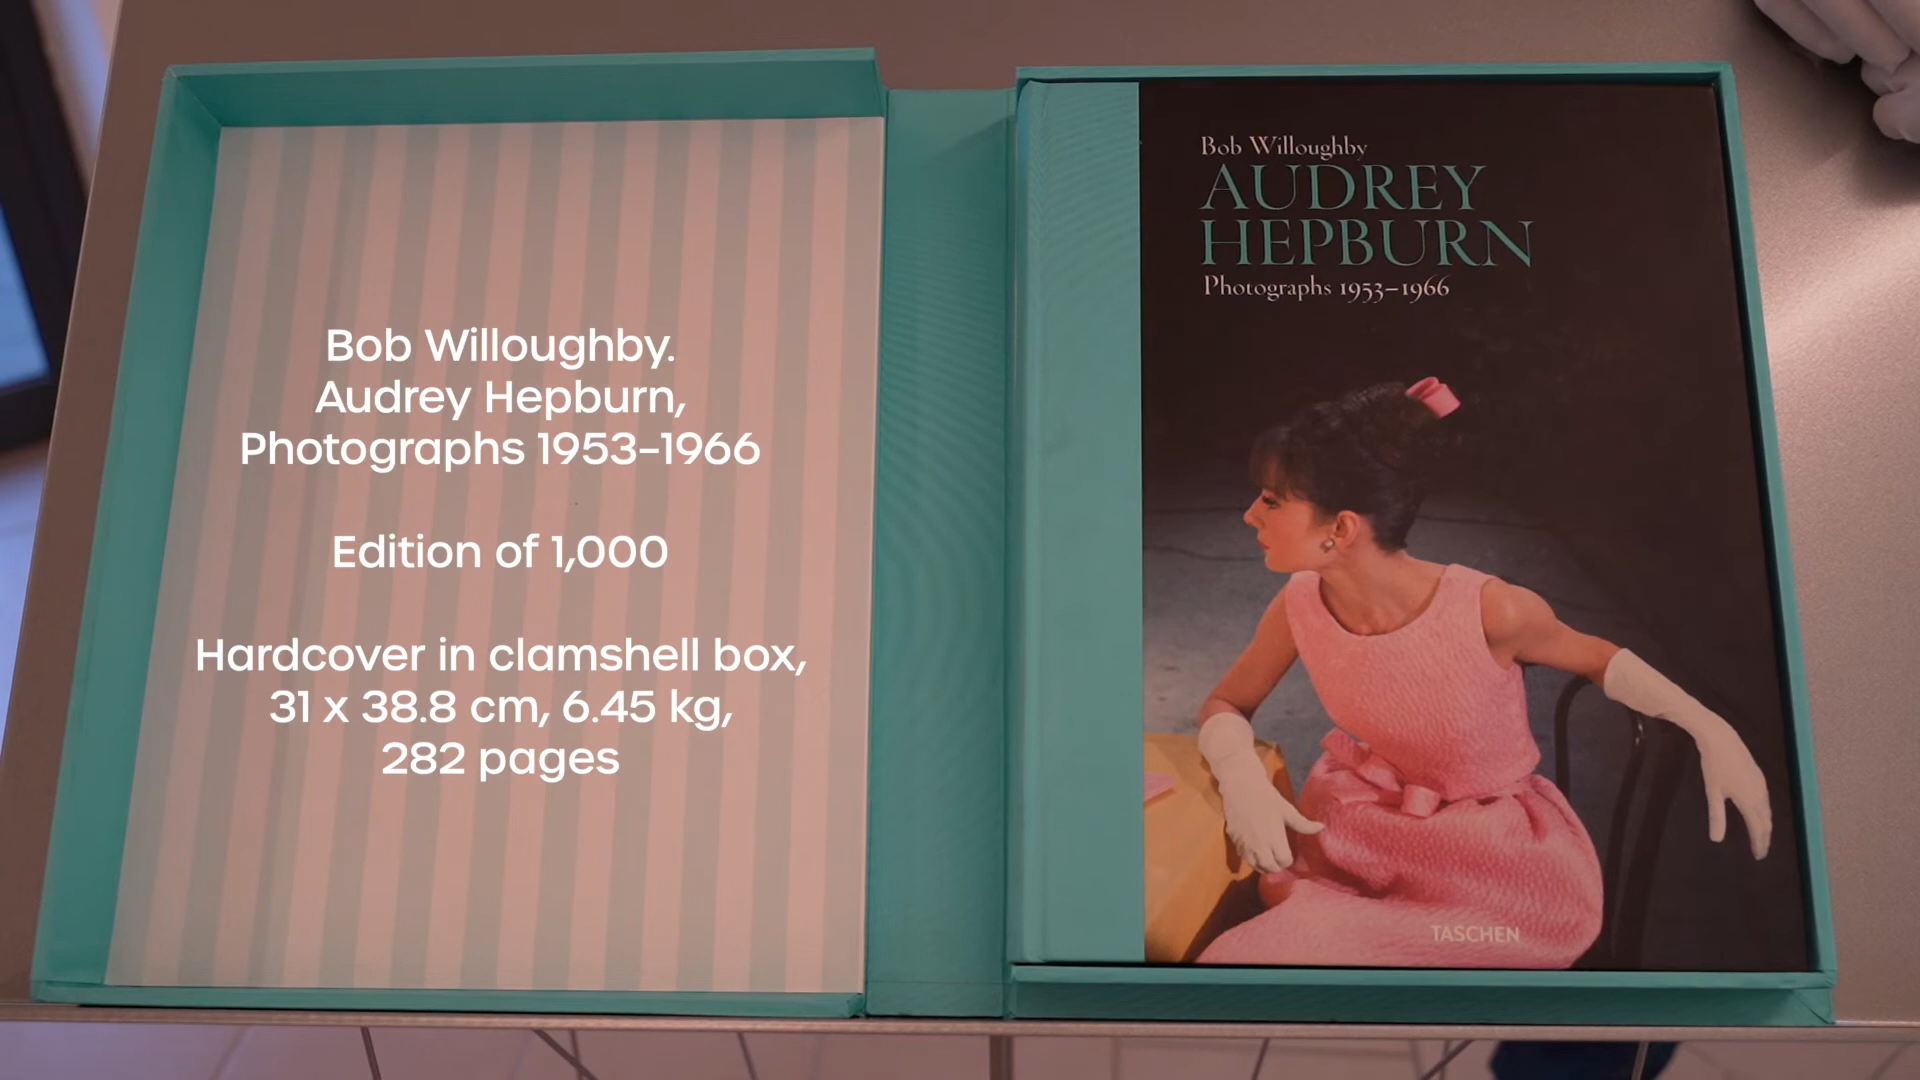 Bob Willoughby.
Audrey Hepburn,
Photographs 1953–1966
Edition of 1,000
Hardcover in clamshell box,
31 x 38.8 cm, 6.45 kg,
282 pages
Bob Willoughby
AUDREY
HEPBURN
Photographs 1953–1966
TASCHEN